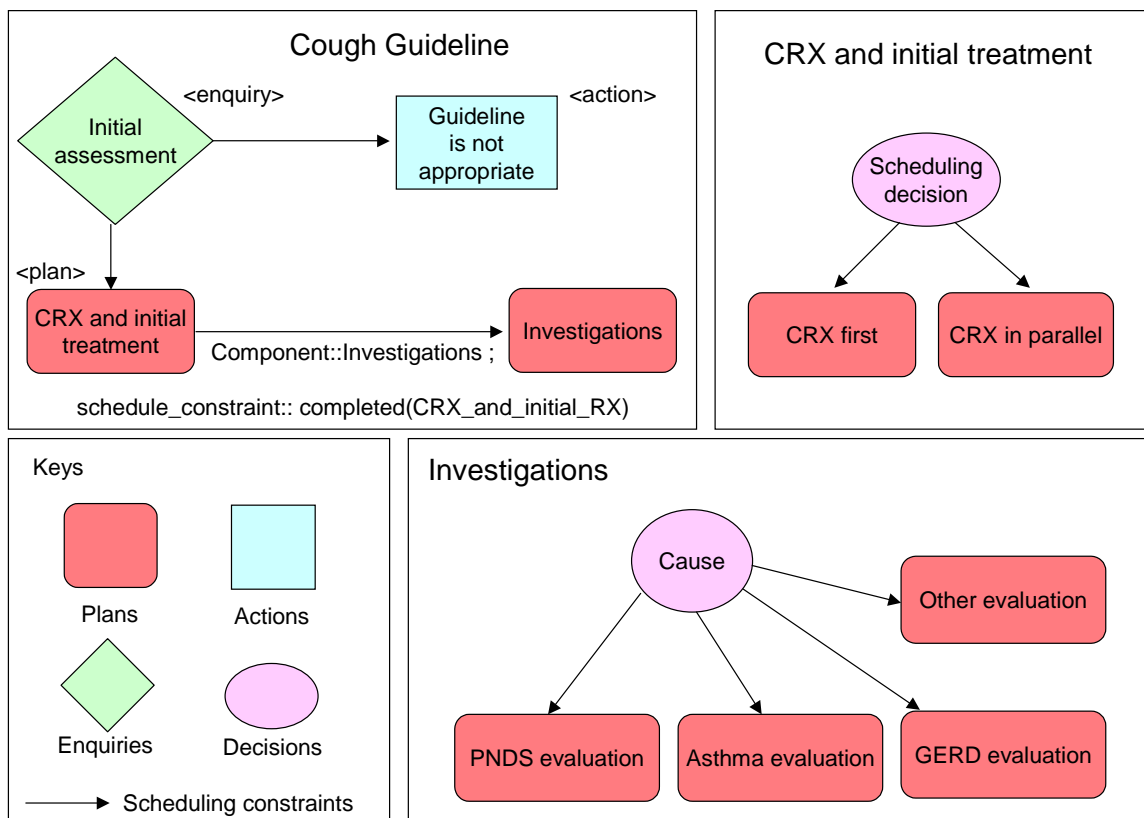 Cough Guideline
<enquiry>
<action>
Initial
assessment
Guideline
is not
appropriate
<plan>
CRX and initial
treatment
Investigations
Component::Investigations ;
schedule_constraint:: completed(CRX_and_initial_RX)
CRX and initial treatment
Scheduling
decision
CRX first
CRX in parallel
Keys
Plans
Actions
Enquiries
Decisions
Scheduling constraints
Investigations
Cause
Other evaluation
PNDS evaluation
Asthma evaluation
GERD evaluation